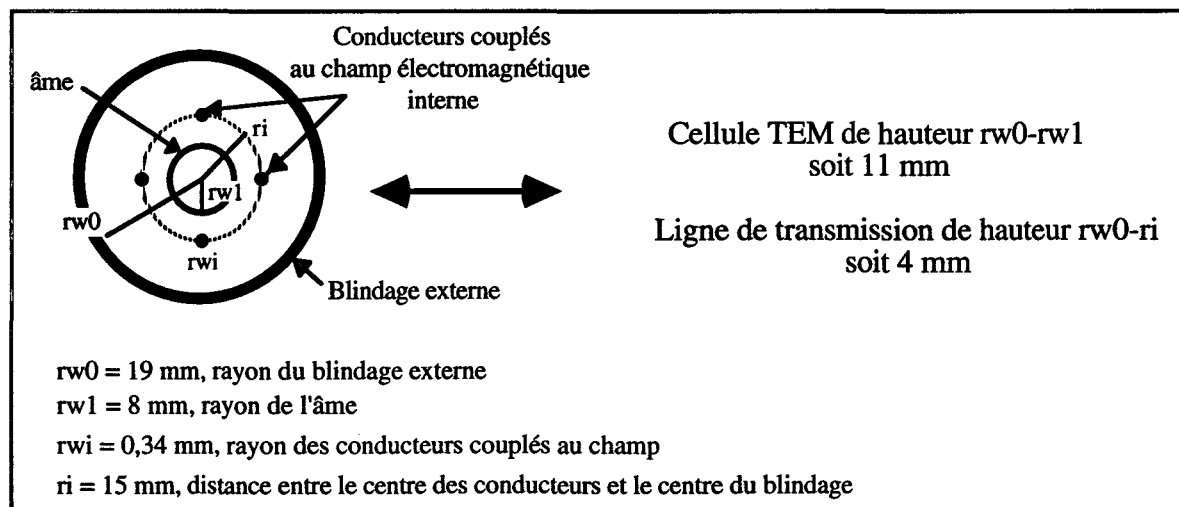 Conducteurs couplés
au champ électromagnétique
interne
âme
ri
rw1
rw0
rwi
Blindage externe
Cellule TEM de hauteur rw0-rw1
soit 11 mm
Ligne de transmission de hauteur rw0-ri
soit 4 mm
rw0 = 19 mm, rayon du blindage externe
rw1 = 8 mm, rayon de l'âme
rwi = 0,34 mm, rayon des conducteurs couplés au champ
ri = 15 mm, distance entre le centre des conducteurs et le centre du blindage